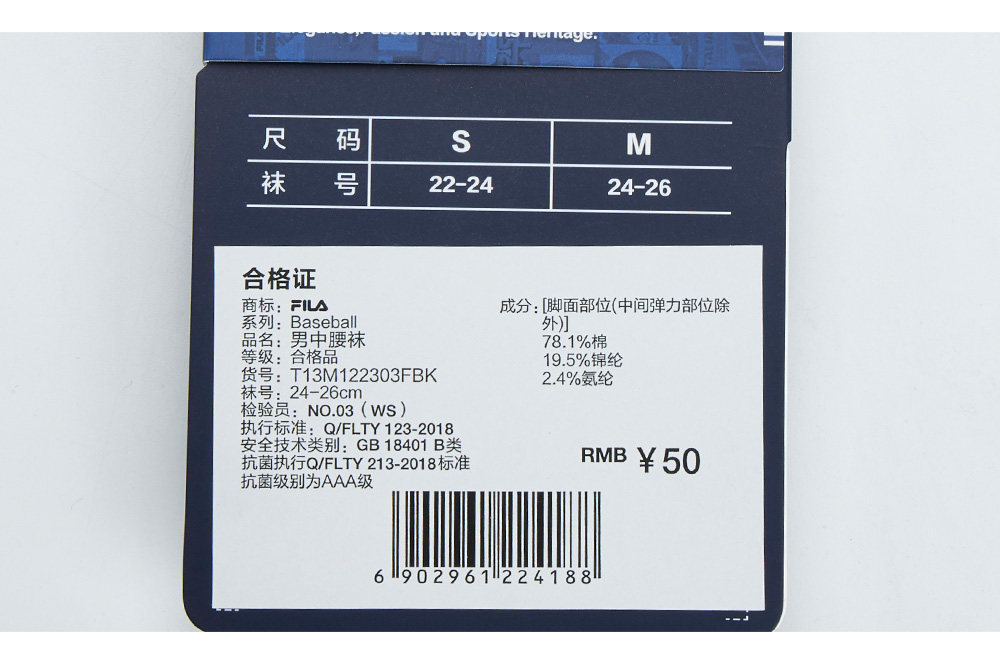 Elegance, Passion and Sports Heritage.
尺 码 S M
袜 号 22-24 24-26
合格证
商标：FILA
系列：Baseball
品名：男中腰袜
等级：合格品
货号：T13M122303FBK
袜号：24-26cm
检验员：NO.03（WS）
执行标准：Q/FLTY 123-2018
安全技术类别：GB 18401 B类
抗菌执行Q/FLTY 213-2018标准
抗菌级别为AAA级
成分：[脚面部位(中间弹力部位除
外)]
78.1%棉
19.5%锦纶
2.4%氨纶
RMB ￥50
6 902961 224188